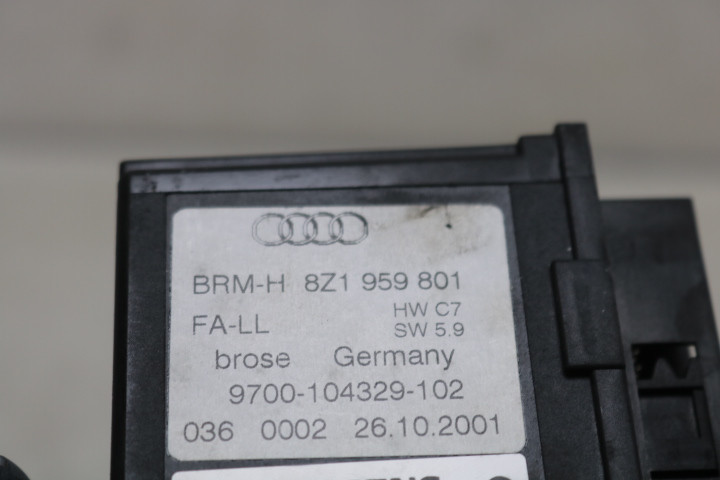 BRM-H 8Z1 959 801
FA-LL HW C7
SW 5.9
brose Germany
9700-104329-102
036 0002 26.10.2001